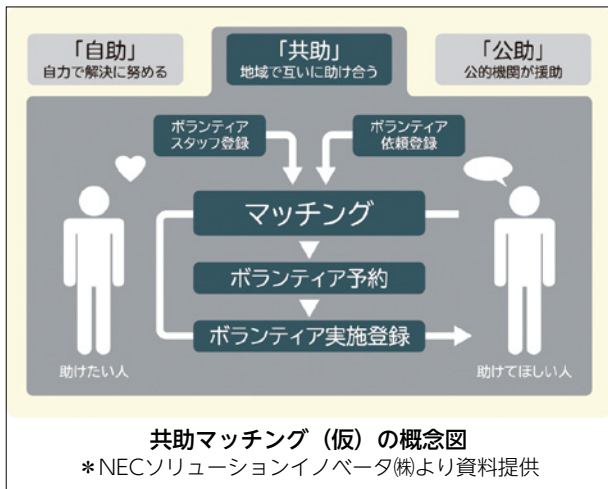 「自助」
自力で解決に努める
「共助」
地域で互いに助け合う
「公助」
公的機関が援助
ボランティア
スタッフ登録
ボランティア
依頼登録
マッチング
ボランティア予約
ボランティア実施登録
助けたい人
助けてほしい人
共助マッチング（仮）の概念図
＊NECソリューションイノベータ㈱より資料提供